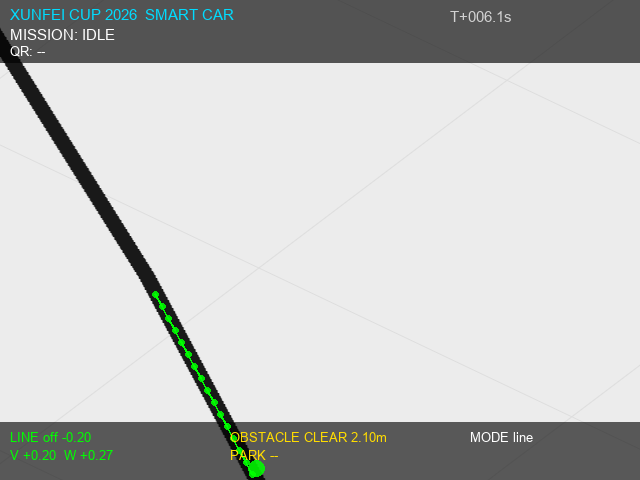 XUNFEI CUP 2026  SMART CAR
T+006.1s
MISSION: IDLE
QR: --
LINE off -0.20
OBSTACLE CLEAR 2.10m
MODE line
V +0.20  W +0.27
PARK --